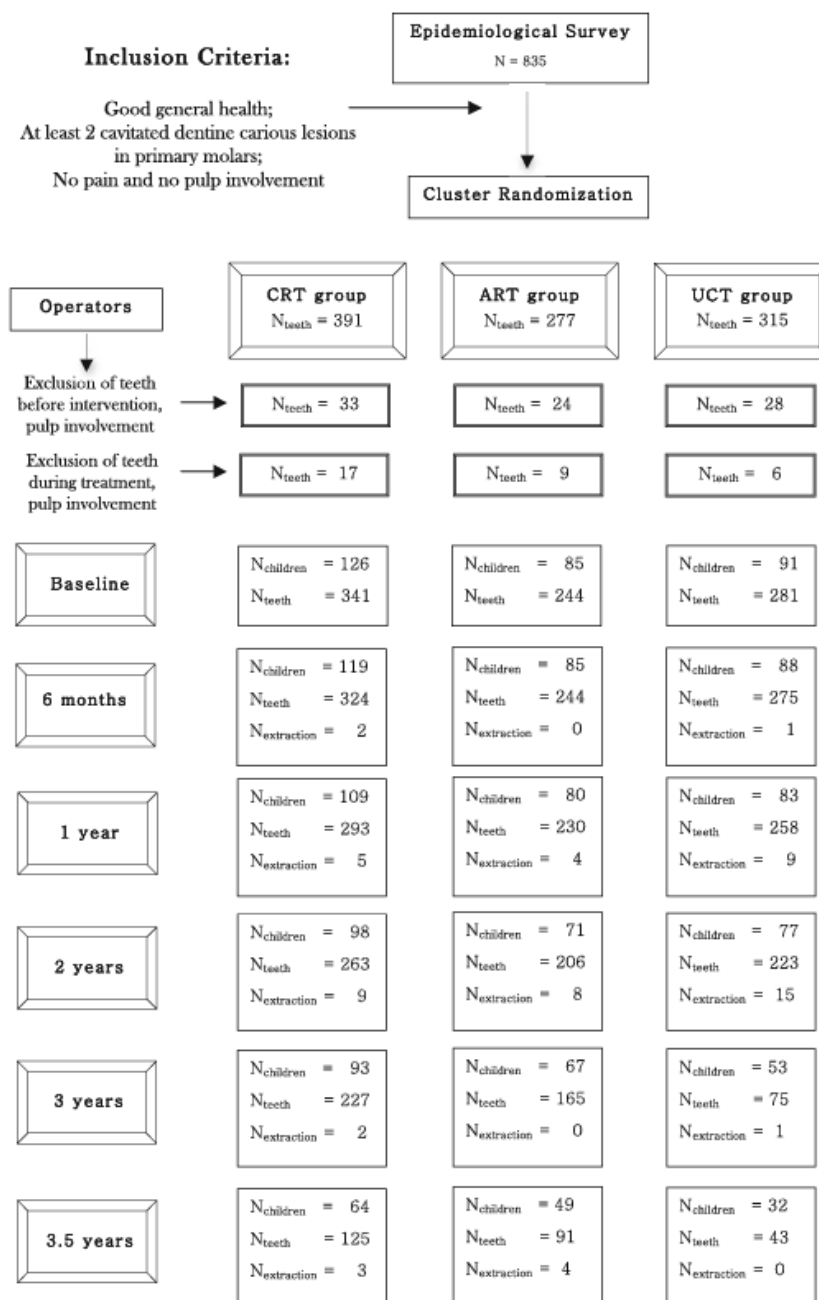 Epidemiological Survey
N = 835
Inclusion Criteria:
Good general health;
At least 2 cavitated dentine carious lesions
in primary molars;
No pain and no pulp involvement
Cluster Randomization
Operators
CRT group
Nteeth = 391
ART group
Nteeth = 277
UCT group
Nteeth = 315
Exclusion of teeth
before intervention,
pulp involvement
Nteeth = 33
Nteeth = 24
Nteeth = 28
Exclusion of teeth
during treatment,
pulp involvement
Nteeth = 17
Nteeth = 9
Nteeth = 6
Baseline
Nchildren = 126
Nteeth = 341
Nchildren = 85
Nteeth = 244
Nchildren = 91
Nteeth = 281
6 months
Nchildren = 119
Nteeth = 324
Nextraction = 2
Nchildren = 85
Nteeth = 244
Nextraction = 0
Nchildren = 88
Nteeth = 275
Nextraction = 1
1 year
Nchildren = 109
Nteeth = 293
Nextraction = 5
Nchildren = 80
Nteeth = 230
Nextraction = 4
Nchildren = 83
Nteeth = 258
Nextraction = 9
2 years
Nchildren = 98
Nteeth = 263
Nextraction = 9
Nchildren = 71
Nteeth = 206
Nextraction = 8
Nchildren = 77
Nteeth = 223
Nextraction = 15
3 years
Nchildren = 93
Nteeth = 227
Nextraction = 2
Nchildren = 67
Nteeth = 165
Nextraction = 0
Nchildren = 53
Nteeth = 75
Nextraction = 1
3.5 years
Nchildren = 64
Nteeth = 125
Nextraction = 3
Nchildren = 49
Nteeth = 91
Nextraction = 4
Nchildren = 32
Nteeth = 43
Nextraction = 0